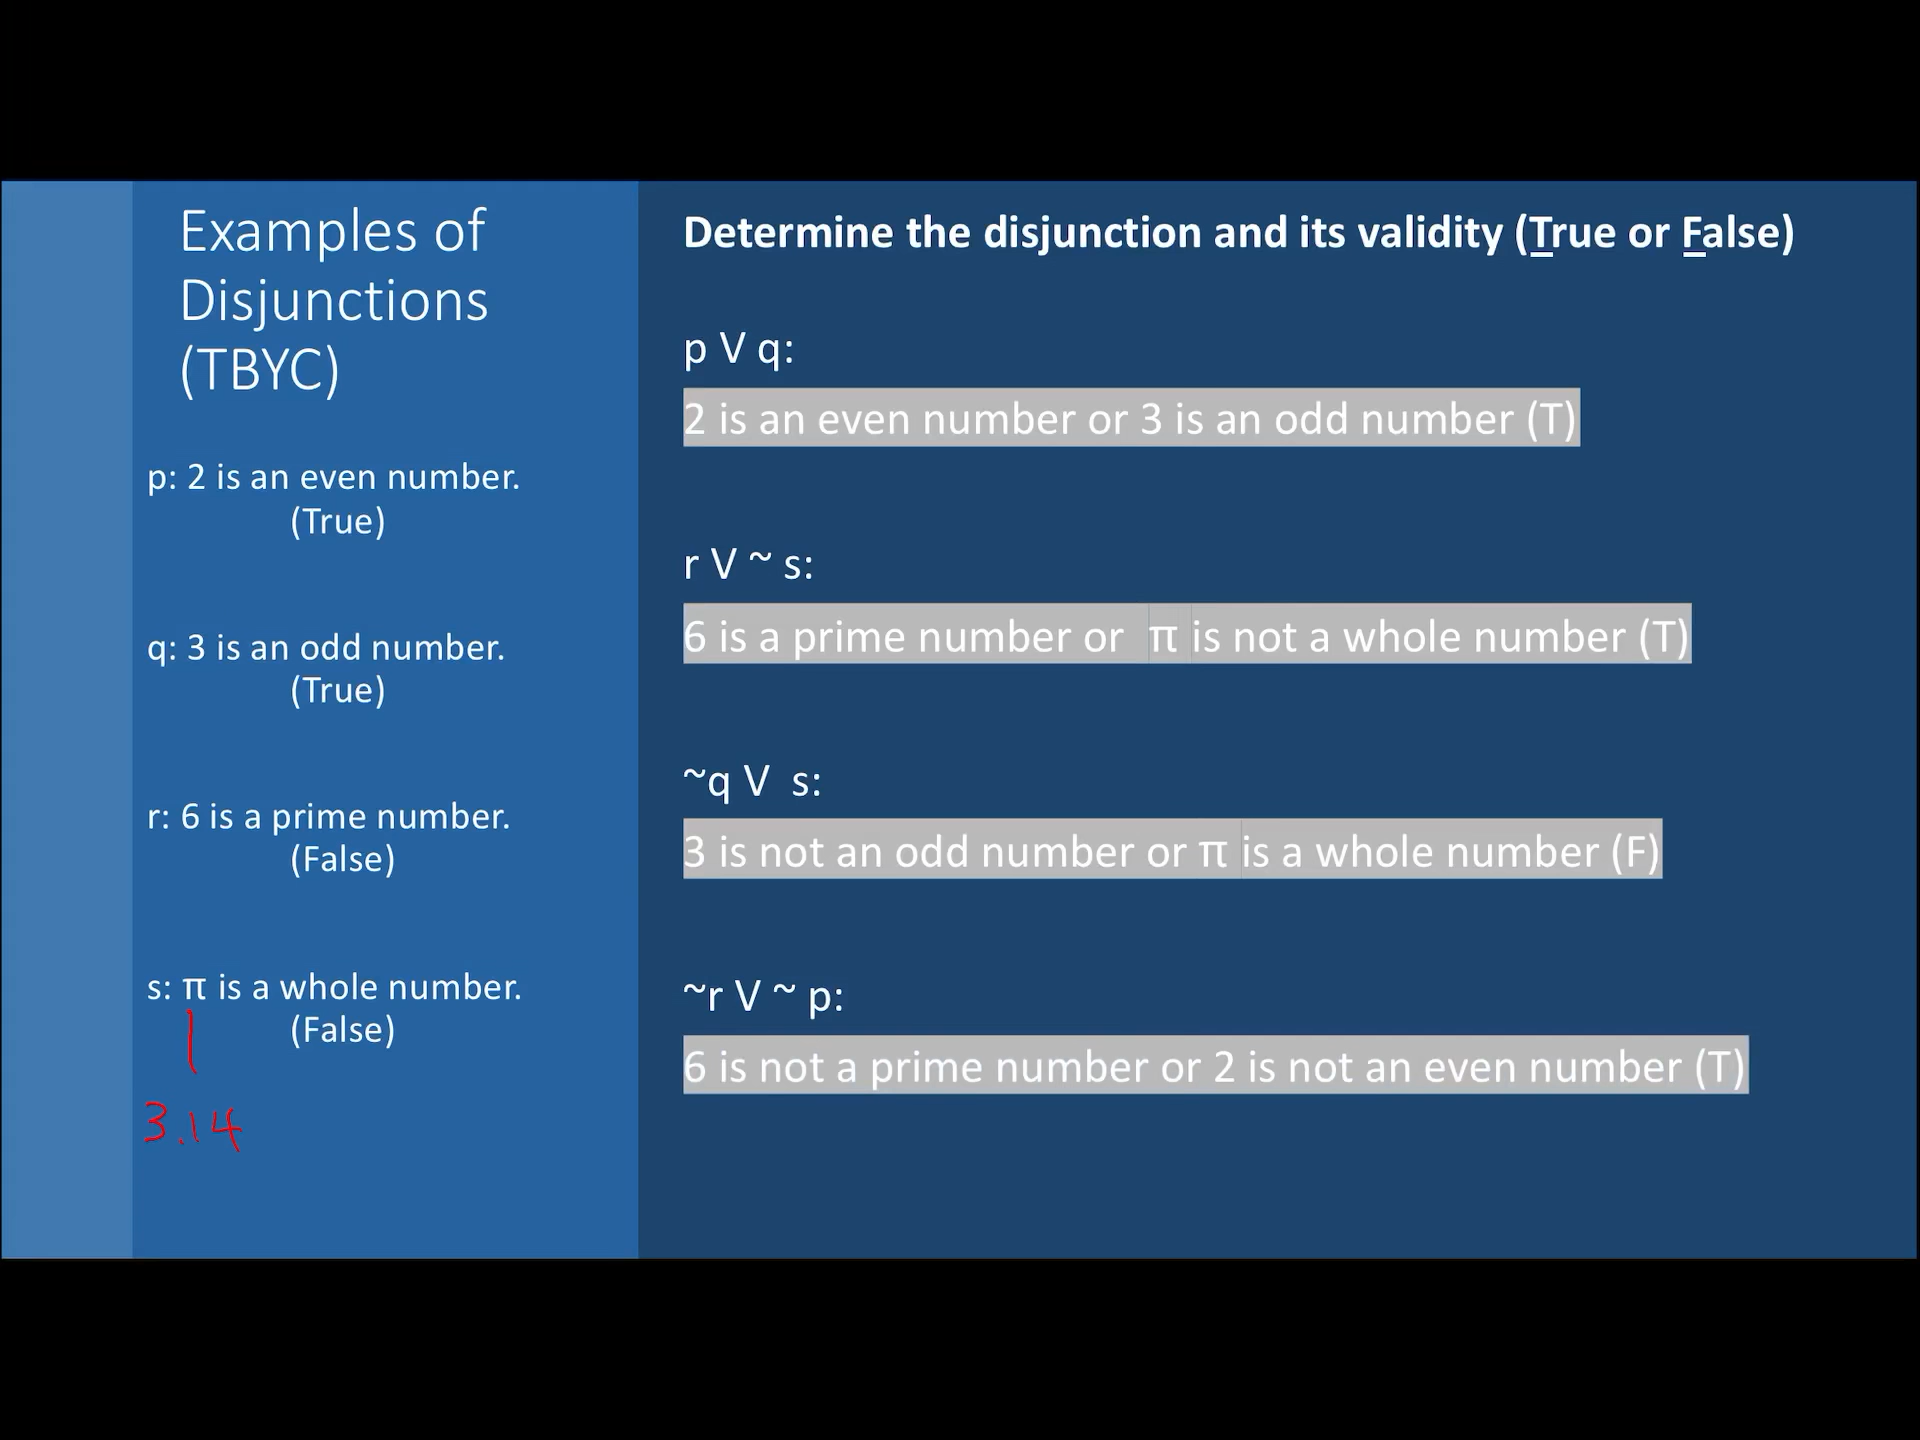 Examples of
Disjunctions
(TBYC)
p: 2 is an even number.
(True)
q: 3 is an odd number.
(True)
r: 6 is a prime number.
(False)
s: π is a whole number.
(False)
3.14
Determine the disjunction and its validity (True or False)
p V q:
2 is an even number or 3 is an odd number (T)
r V ~ s:
6 is a prime number or π is not a whole number (T)
~q V s:
3 is not an odd number or π is a whole number (F)
~r V ~ p:
6 is not a prime number or 2 is not an even number (T)